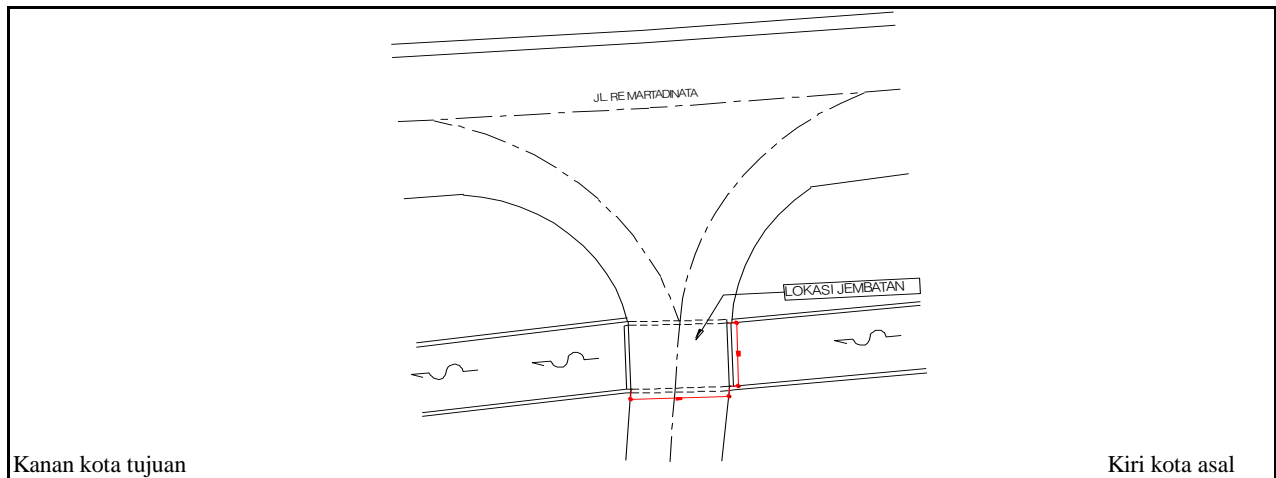 JL. RE MARTADINATA
LOKASI JEMBATAN
Kanan kota tujuan
Kiri kota asal